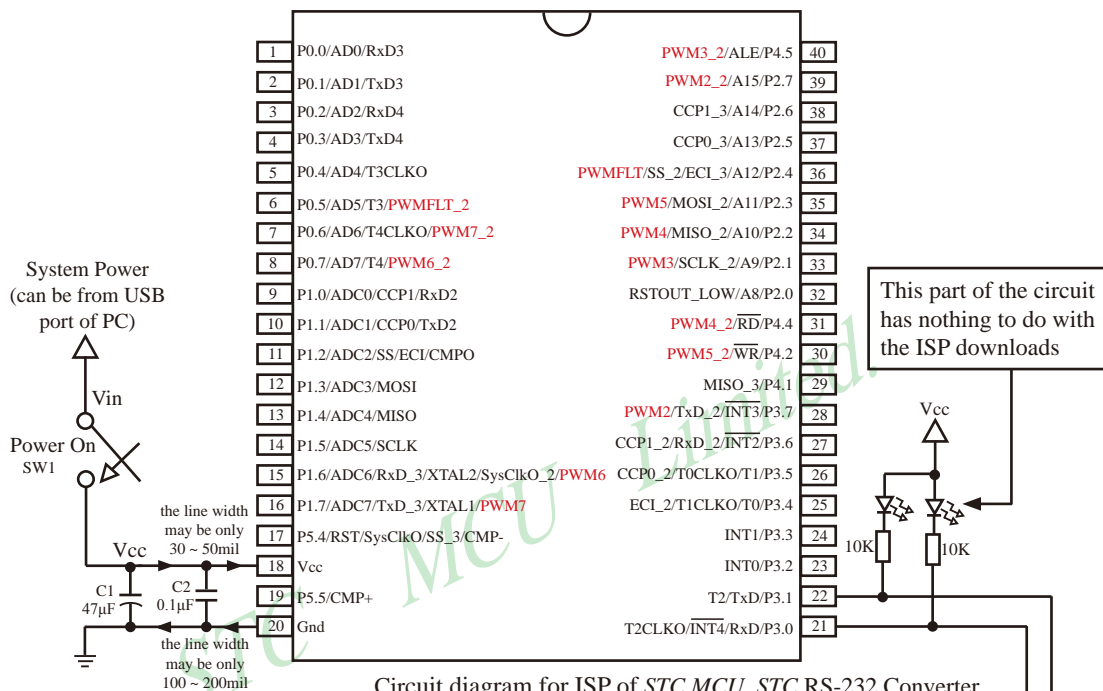 1 P0.0/AD0/RxD3
2 P0.1/AD1/TxD3
3 P0.2/AD2/RxD4
4 P0.3/AD3/TxD4
5 P0.4/AD4/T3CLKO
6 P0.5/AD5/T3/PWMFLT_2
7 P0.6/AD6/T4CLKO/PWM7_2
8 P0.7/AD7/T4/PWM6_2
9 P1.0/ADC0/CCP1/RxD2
10 P1.1/ADC1/CCP0/TxD2
11 P1.2/ADC2/SS/ECI/CMPO
12 P1.3/ADC3/MOSI
13 P1.4/ADC4/MISO
14 P1.5/ADC5/SCLK
15 P1.6/ADC6/RxD_3/XTAL2/SysClkO_2/PWM6
16 P1.7/ADC7/TxD_3/XTAL1/PWM7
17 P5.4/RST/SysClkO/SS_3/CMP-
18 Vcc
19 P5.5/CMP+
20 Gnd
PWM3_2/ALE/P4.5 40
PWM2_2/A15/P2.7 39
CCP1_3/A14/P2.6 38
CCP0_3/A13/P2.5 37
PWMFLT/SS_2/ECI_3/A12/P2.4 36
PWM5/MOSI_2/A11/P2.3 35
PWM4/MISO_2/A10/P2.2 34
PWM3/SCLK_2/A9/P2.1 33
RSTOUT_LOW/A8/P2.0 32
PWM4_2/RD/P4.4 31
PWM5_2/WR/P4.2 30
MISO_3/P4.1 29
PWM2/TxD_2/INT3/P3.7 28
CCP1_2/RxD_2/INT2/P3.6 27
CCP0_2/T0CLKO/T1/P3.5 26
ECI_2/T1CLKO/T0/P3.4 25
INT1/P3.3 24
INT0/P3.2 23
T2/TxD/P3.1 22
T2CLKO/INT4/RxD/P3.0 21
System Power
(can be from USB
port of PC)
Vin
Power On
SW1
the line width
may be only
30 ~ 50mil
Vcc
C1
47μF
C2
0.1μF
the line width
may be only
100 ~ 200mil
This part of the circuit
has nothing to do with
the ISP downloads
Vcc
10K
10K
STC MCU Limited.
Circuit diagram for ISP of STC MCU STC RS-232 Converter